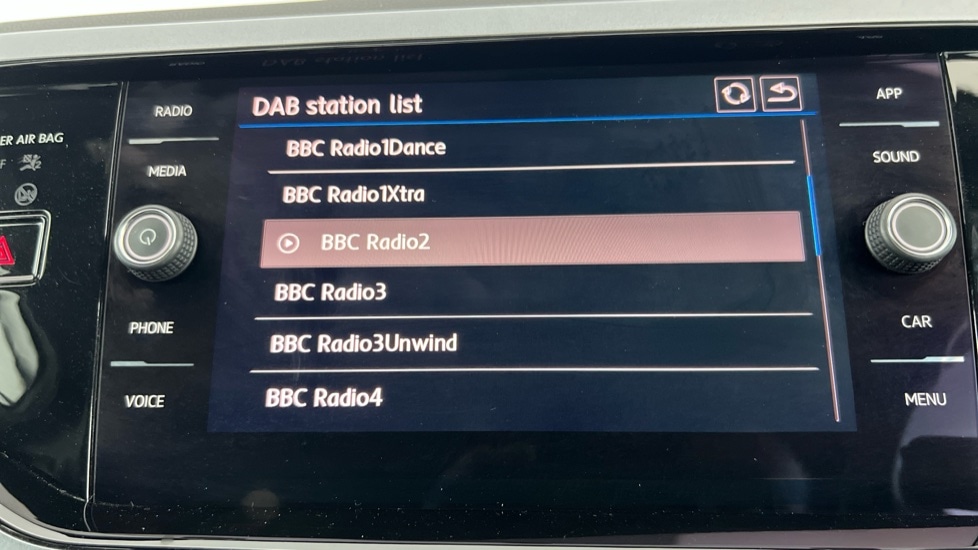 RADIO
MEDIA
PHONE
VOICE
ER AIR BAG
DAB station list
BBC Radio1Dance
BBC Radio1Xtra
BBC Radio2
BBC Radio3
BBC Radio3Unwind
BBC Radio4
APP
SOUND
CAR
MENU